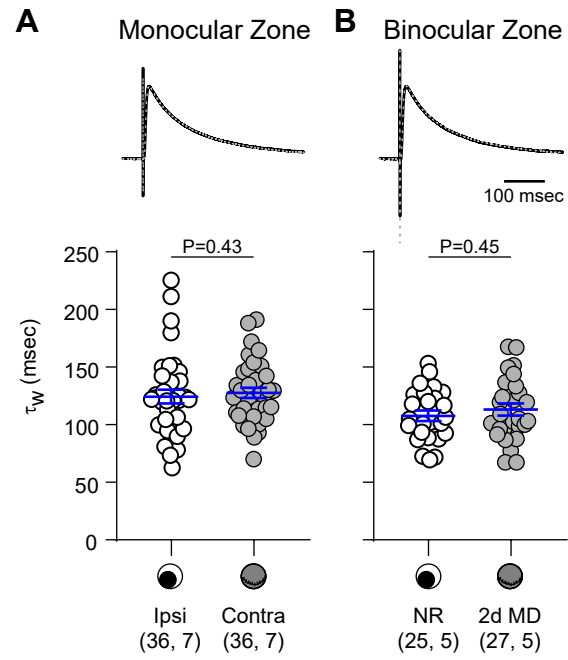 A
Monocular Zone
B
Binocular Zone
100 msec
P=0.43
P=0.45
τw (msec)
250
200
150
100
50
0
Ipsi
(36, 7)
Contra
(36, 7)
NR
(25, 5)
2d MD
(27, 5)